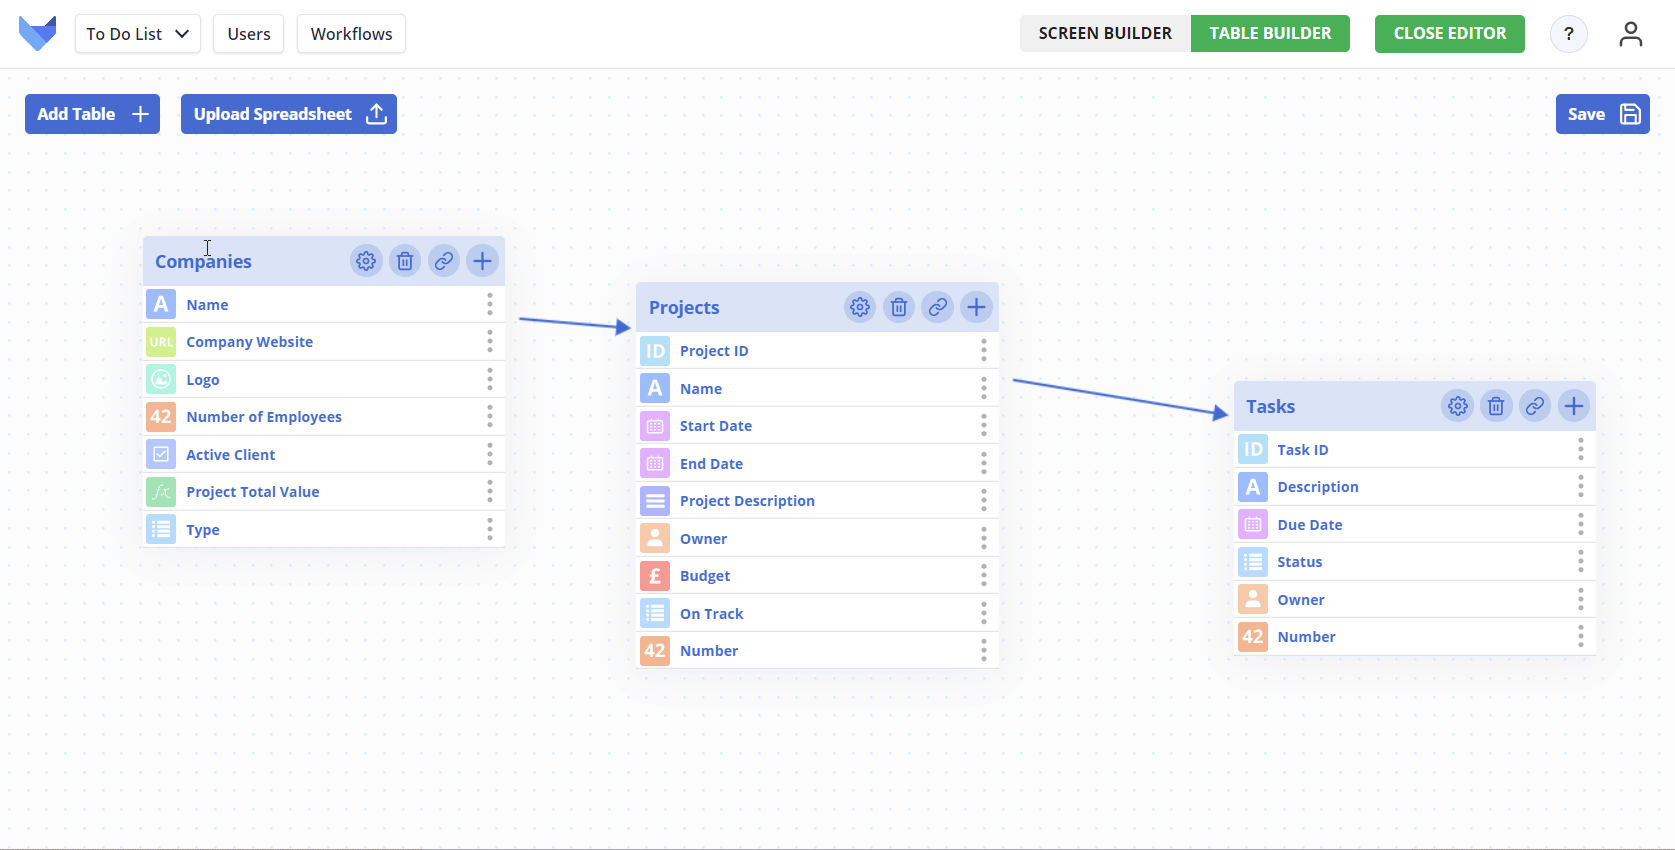 To Do List
Users
Workflows
SCREEN BUILDER
TABLE BUILDER
CLOSE EDITOR
?
Add Table
Upload Spreadsheet
Save
Companies
A Name
URL Company Website
Logo
42 Number of Employees
Active Client
fx Project Total Value
Type
Projects
ID Project ID
A Name
Start Date
End Date
Project Description
Owner
£ Budget
On Track
42 Number
Tasks
ID Task ID
A Description
Due Date
Status
Owner
42 Number